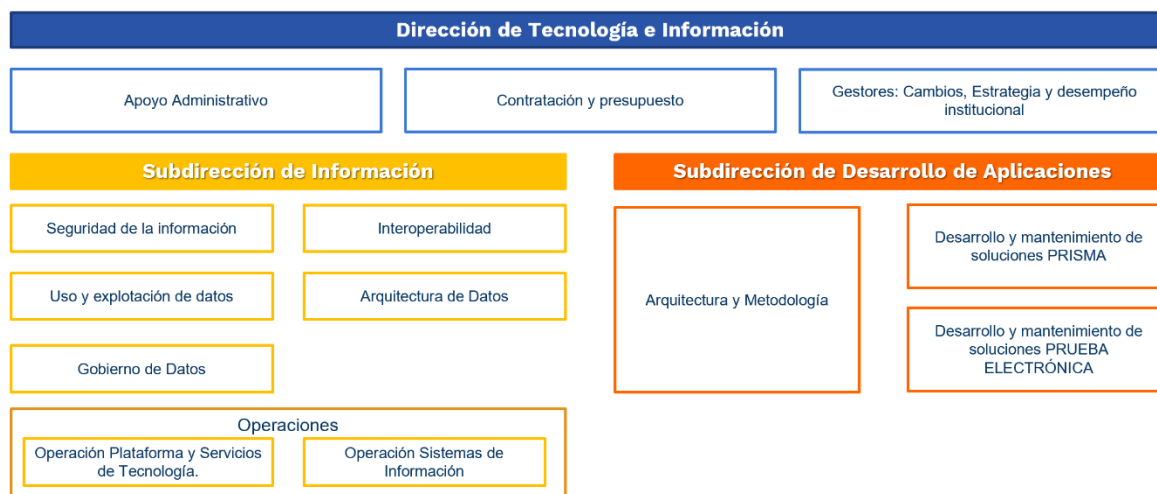 Dirección de Tecnología e Información
Apoyo Administrativo
Contratación y presupuesto
Gestores: Cambios, Estrategia y desempeño
institucional
Subdirección de Información
Subdirección de Desarrollo de Aplicaciones
Seguridad de la información
Interoperabilidad
Uso y explotación de datos
Arquitectura de Datos
Gobierno de Datos
Operaciones
Operación Plataforma y Servicios
de Tecnología.
Operación Sistemas de
Información
Arquitectura y Metodología
Desarrollo y mantenimiento de
soluciones PRISMA
Desarrollo y mantenimiento de
soluciones PRUEBA
ELECTRÓNICA